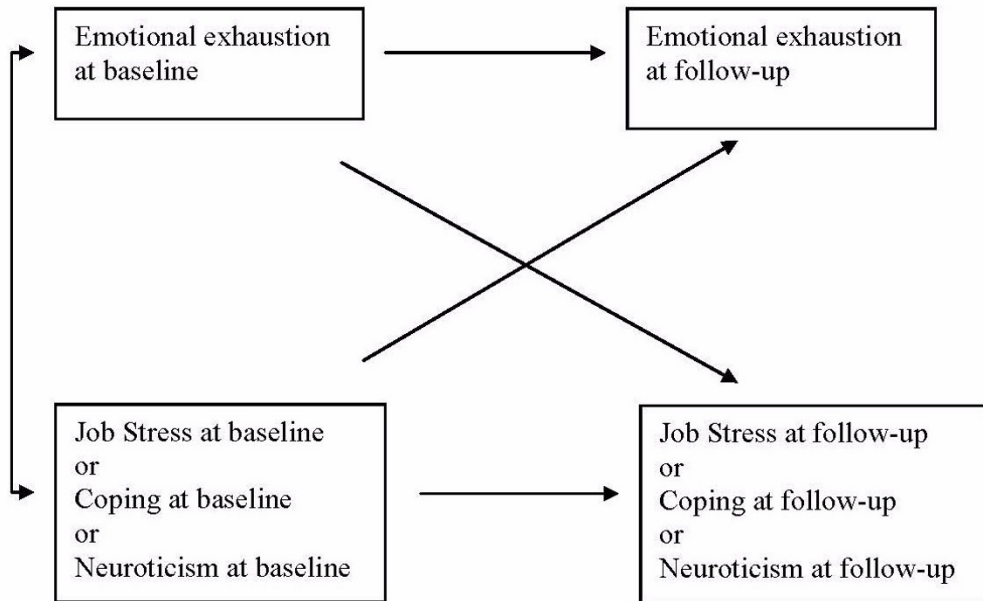 Emotional exhaustion
at baseline
Emotional exhaustion
at follow-up
Job Stress at baseline
or
Coping at baseline
or
Neuroticism at baseline
Job Stress at follow-up
or
Coping at follow-up
or
Neuroticism at follow-up